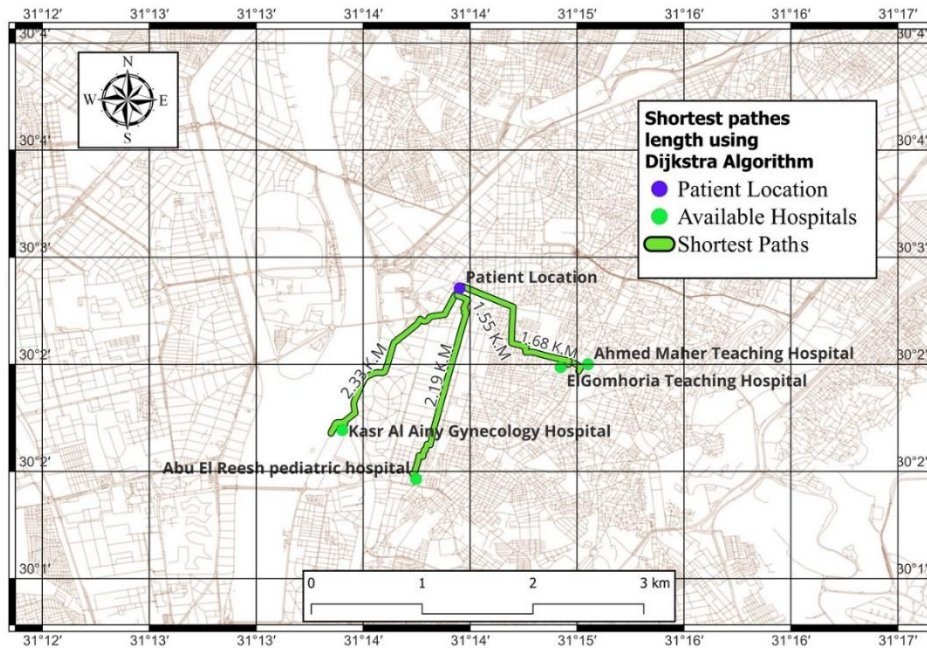 31°12' 31°13' 31°14' 31°14' 31°15' 31°16' 31°16' 31°17'
30°4' 30°4'
N
W E
S
30°4' 30°4'
Shortest pathes
length using
Dijkstra Algorithm
Patient Location
Available Hospitals
Shortest Paths
30°3' 30°3'
Patient Location
1.55 K.M
1.68 K.M
2.33 K.M
2.19 K.M
Ahmed Maher Teaching Hospital
30°2' 30°2'
ElGomhoria Teaching Hospital
Kasr Al Ainy Gynecology Hospital
Abu El Reesh pediatric hospital
30°2' 30°2'
30°1' 30°1'
0 1 2 3 km
31°12' 31°13' 31°14' 31°14' 31°15' 31°16' 31°16' 31°17'